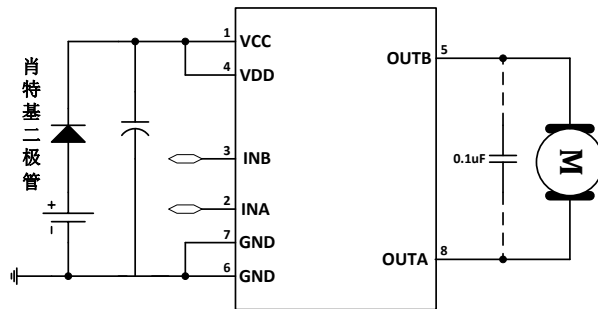 肖特基二极管
+
−
1
VCC
4
VDD
3
INB
2
INA
7
GND
6
GND
OUTB
5
0.1uF
M
OUTA
8